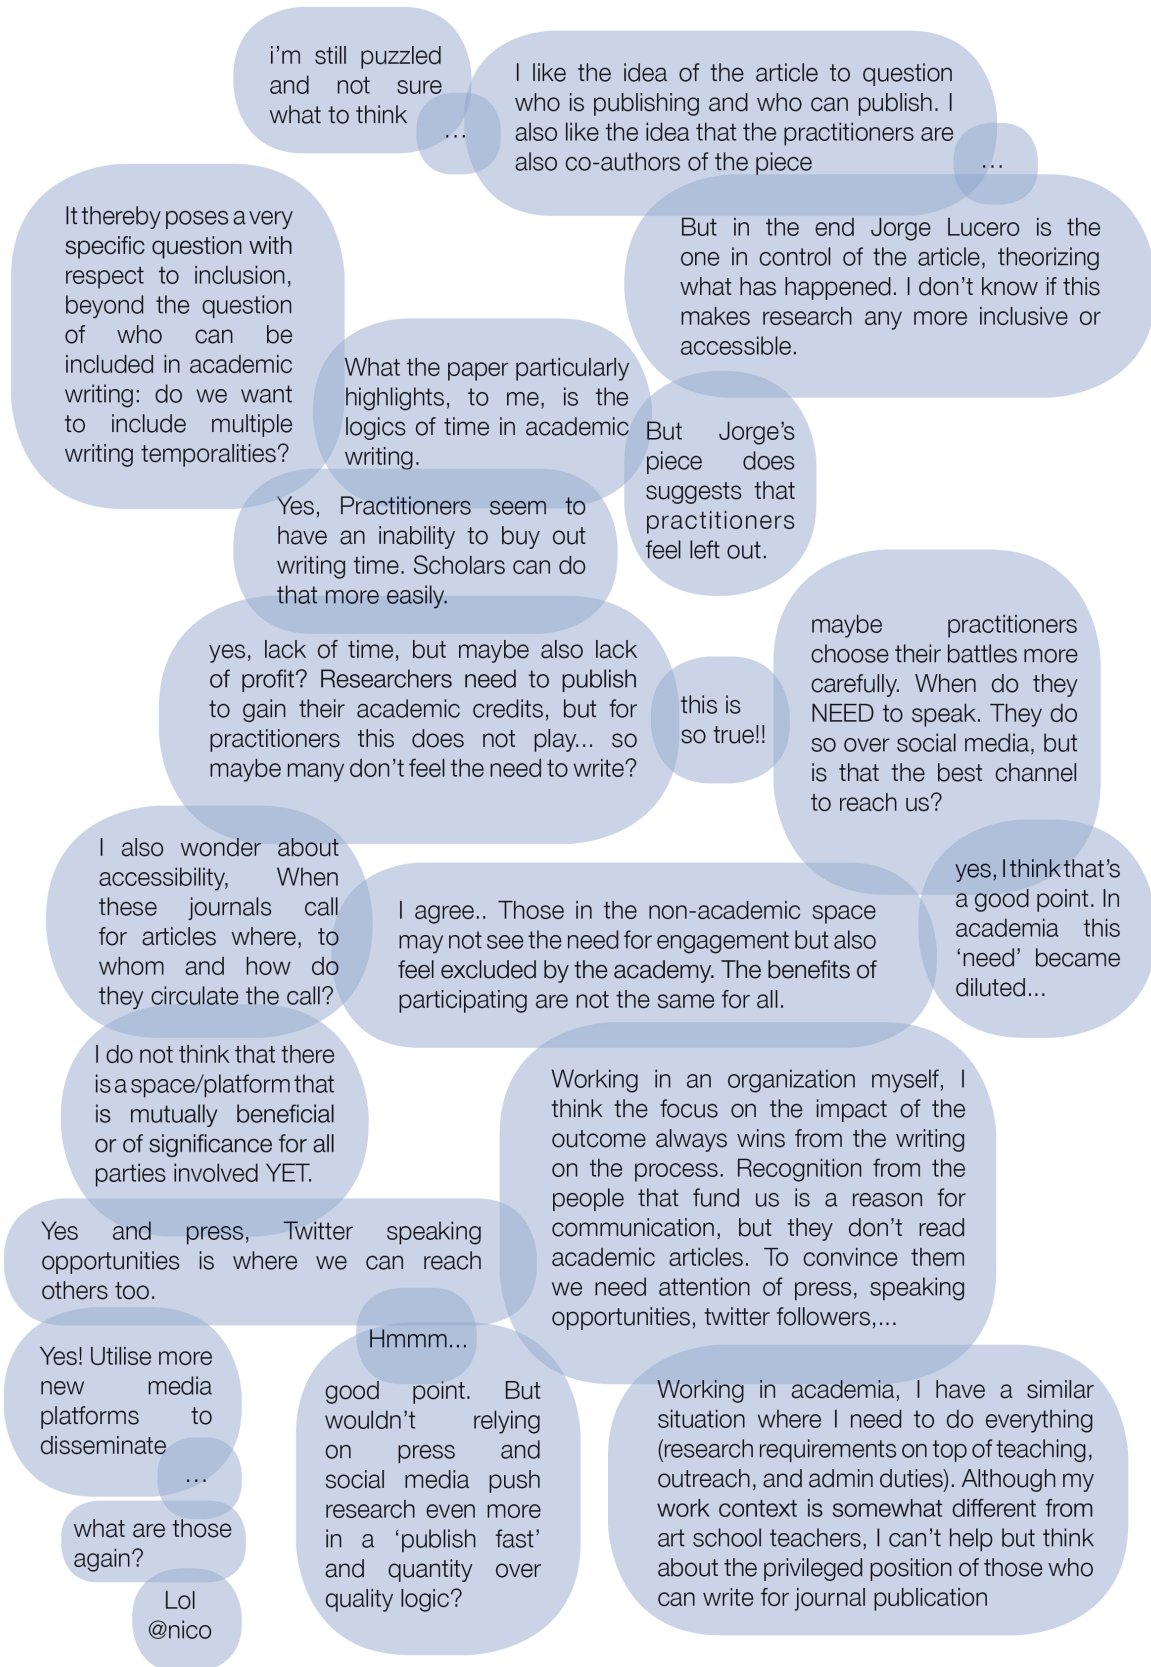 i'm still puzzled
and not sure
what to think
...
I like the idea of the article to question
who is publishing and who can publish. I
also like the idea that the practitioners are
also co-authors of the piece
...
But in the end Jorge Lucero is the
one in control of the article, theorizing
what has happened. I don't know if this
makes research any more inclusive or
accessible.
It thereby poses a very
specific question with
respect to inclusion,
beyond the question
of who can be
included in academic
writing: do we want
to include multiple
writing temporalities?
What the paper particularly
highlights, to me, is the
logics of time in academic
writing.
But Jorge's
piece does
suggests that
practitioners
feel left out.
Yes, Practitioners seem to
have an inability to buy out
writing time. Scholars can do
that more easily.
yes, lack of time, but maybe also lack
of profit? Researchers need to publish
to gain their academic credits, but for
practitioners this does not play... so
maybe many don't feel the need to write?
this is
so true!!
maybe practitioners
choose their battles more
carefully. When do they
NEED to speak. They do
so over social media, but
is that the best channel
to reach us?
yes, I think that's
a good point. In
academia this
'need' became
diluted...
I also wonder about
accessibility, When
these journals call
for articles where, to
whom and how do
they circulate the call?
I agree.. Those in the non-academic space
may not see the need for engagement but also
feel excluded by the academy. The benefits of
participating are not the same for all.
I do not think that there
is a space/platform that
is mutually beneficial
or of significance for all
parties involved YET.
Working in an organization myself, I
think the focus on the impact of the
outcome always wins from the writing
on the process. Recognition from the
people that fund us is a reason for
communication, but they don't read
academic articles. To convince them
we need attention of press, speaking
opportunities, twitter followers,...
Yes and press, Twitter speaking
opportunities is where we can reach
others too.
Hmmm...
good point. But
wouldn't relying
on press and
social media push
research even more
in a 'publish fast'
and quantity over
quality logic?
Yes! Utilise more
new media
platforms to
disseminate
...
what are those
again?
Lol
@nico
Working in academia, I have a similar
situation where I need to do everything
(research requirements on top of teaching,
outreach, and admin duties). Although my
work context is somewhat different from
art school teachers, I can't help but think
about the privileged position of those who
can write for journal publication